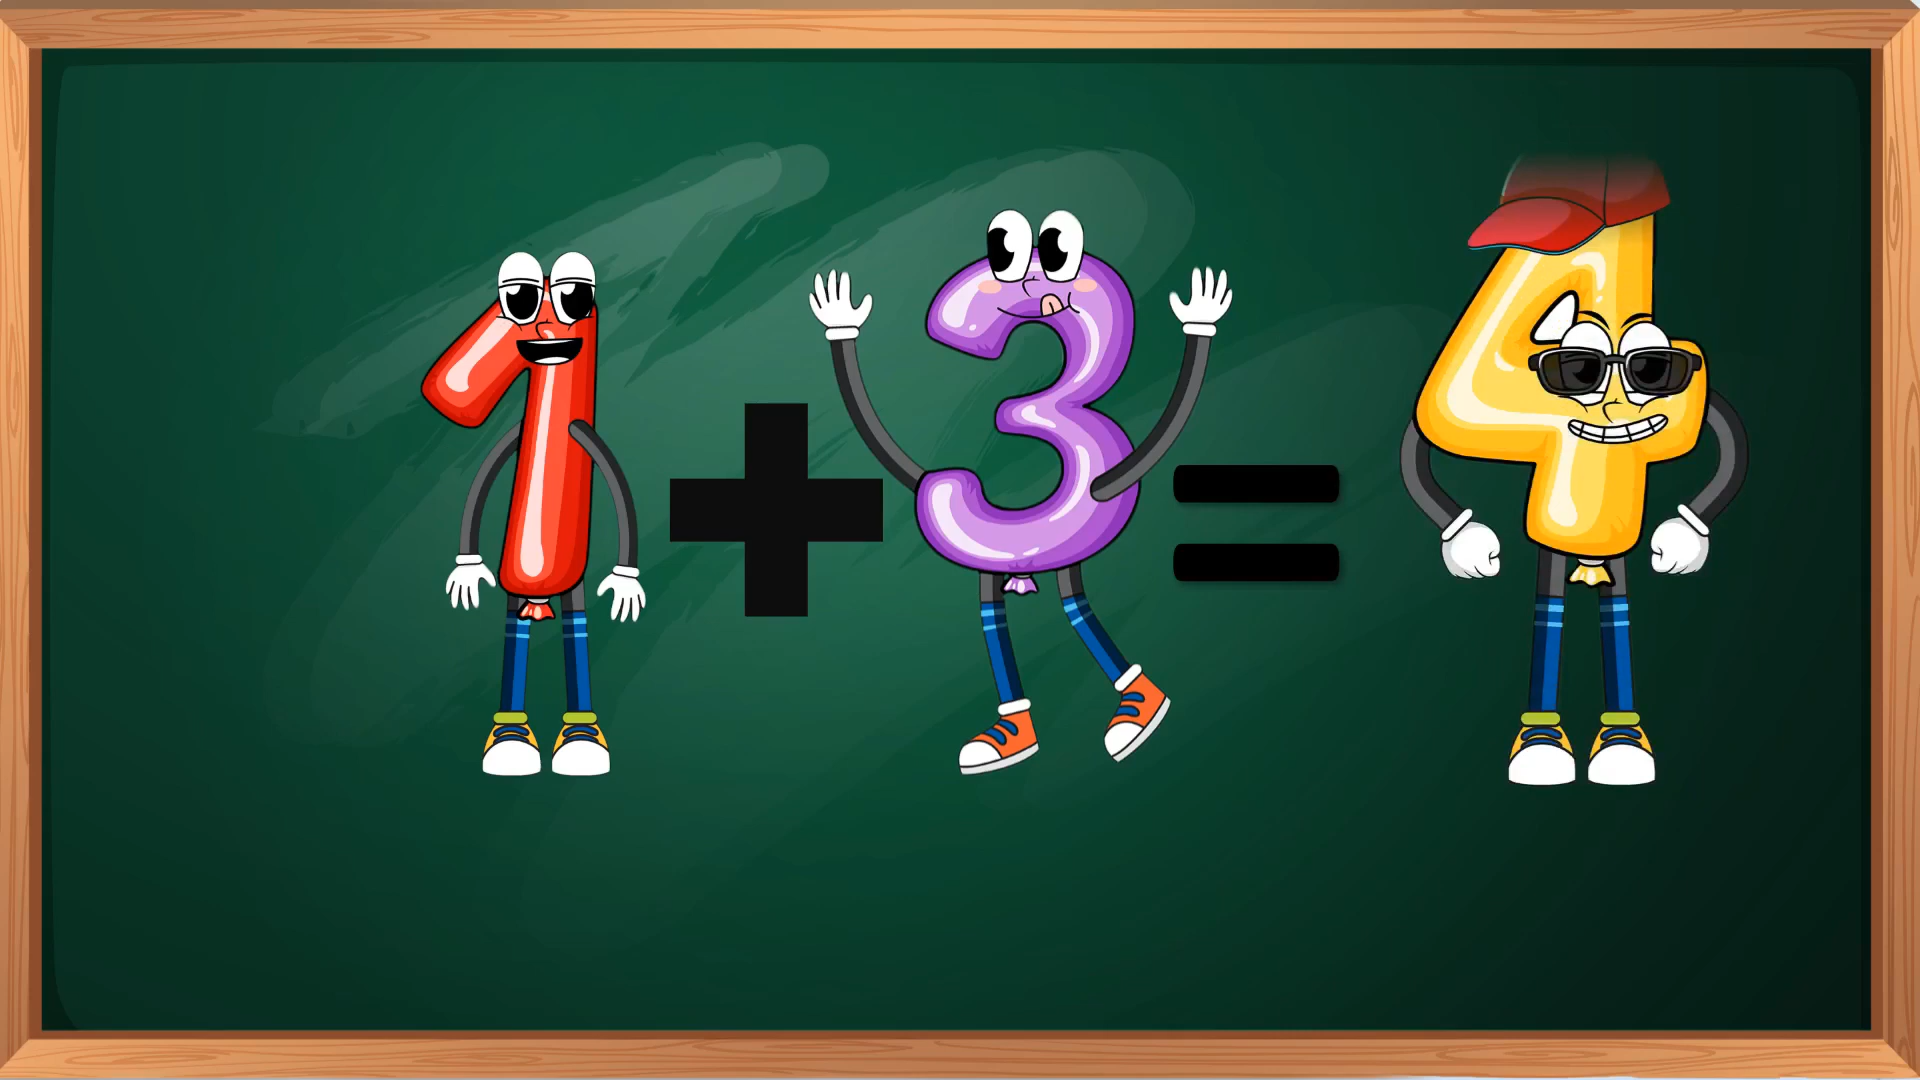 1 + 3 = 4